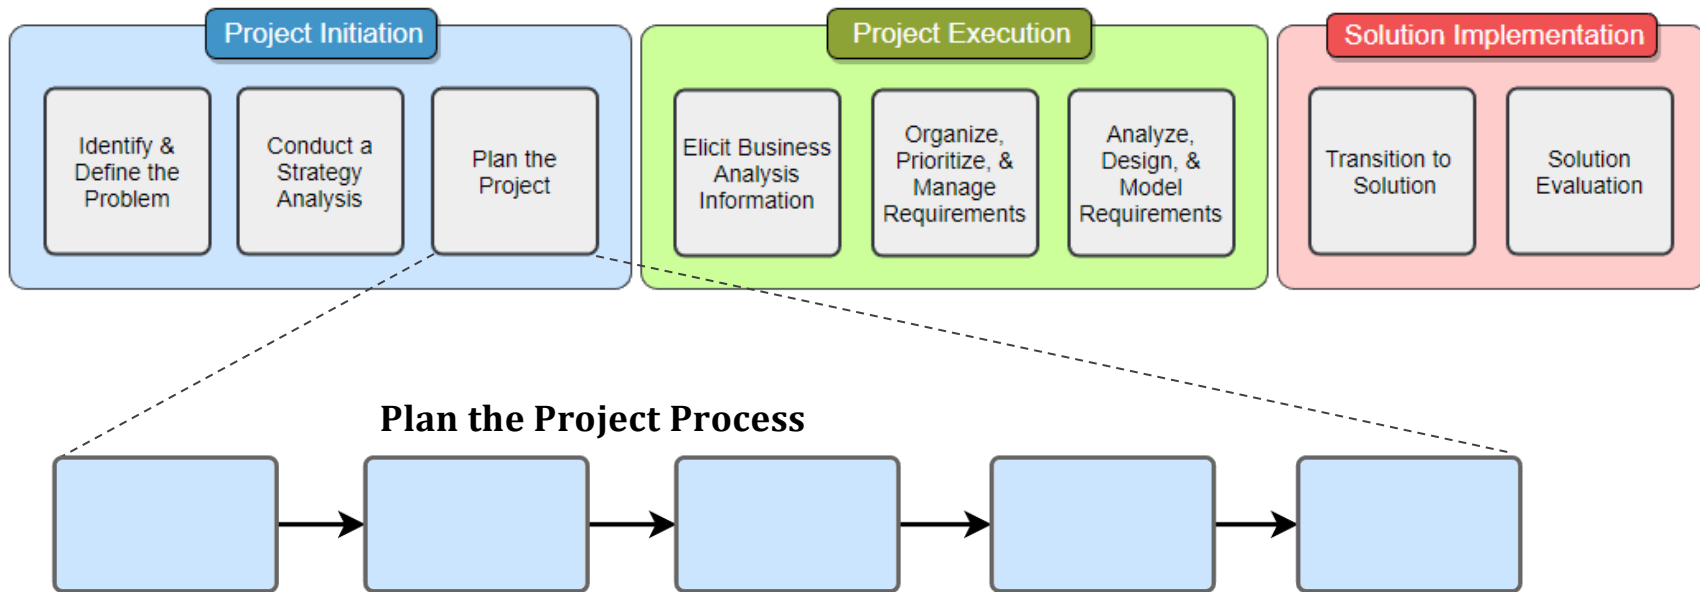 Project Initiation
Identify &
Define the
Problem
Conduct a
Strategy
Analysis
Plan the
Project
Project Execution
Elicit Business
Analysis
Information
Organize,
Prioritize, &
Manage
Requirements
Analyze,
Design, &
Model
Requirements
Solution Implementation
Transition to
Solution
Solution
Evaluation
Plan the Project Process